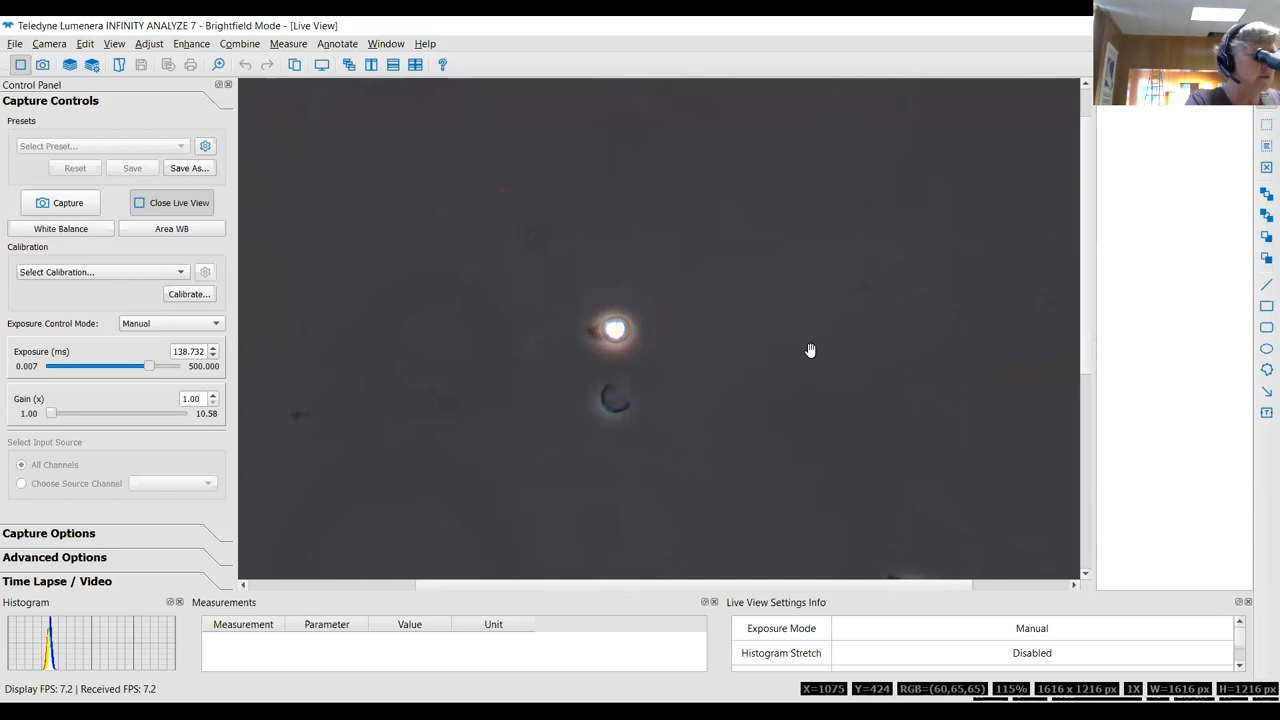 Teledyne Lumenera INFINITY ANALYZE 7 - Brightfield Mode - [Live View]
File Camera Edit View Adjust Enhance Combine Measure Annotate Window Help
Control Panel
Capture Controls
Presets
Select Preset...
Reset Save Save As...
Capture Close Live View
White Balance Area WB
Calibration
Select Calibration...
Calibrate...
Exposure Control Mode: Manual
Exposure (ms) 138.732
0.007 500.000
Gain (x) 1.00
1.00 10.58
Select Input Source
All Channels
Choose Source Channel
Capture Options
Advanced Options
Time Lapse / Video
Histogram Measurements Live View Settings Info
Measurement Parameter Value Unit
Exposure Mode Manual
Histogram Stretch Disabled
Display FPS: 7.2 | Received FPS: 7.2
X=1075 Y=424 RGB=(60,65,65) 115% 1616 x 1216 px 1X W=1616 px H=1216 px